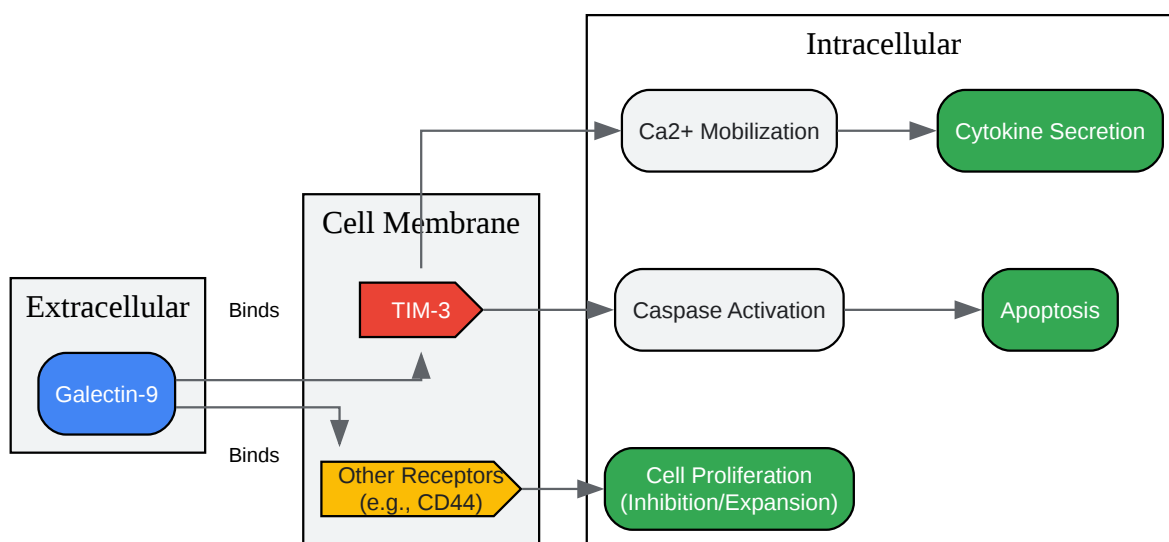 Intracellular
Ca2+ Mobilization
Cytokine Secretion
Cell Membrane
Extracellular
Binds
TIM-3
Caspase Activation
Apoptosis
Galectin-9
Binds
Other Receptors
(e.g., CD44)
Cell Proliferation
(Inhibition/Expansion)